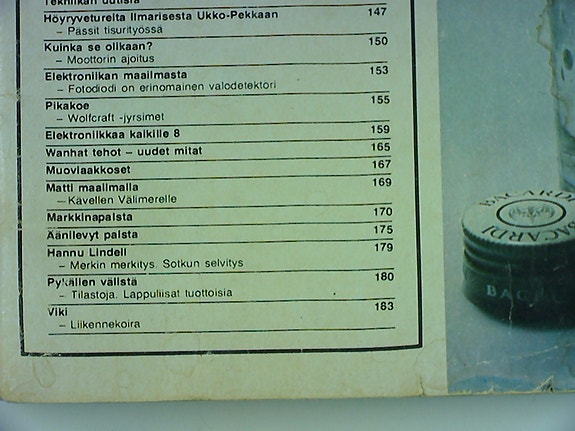 Tekniikan uutisia
Höyryveturelta Ilmarisesta Ukko-Pekkaan 147
– Pässit tisurityössä
Kuinka se olikaan? 150
– Moottorin ajoitus
Elektroniikan maailmasta 153
– Fotodiodi on erinomainen valodetektori
Pikakoe 155
– Wolfcraft -jyrsimet
Elektroniikkaa kaikille 8 159
Wanhat tehot – uudet mitat 165
Muoviaakkoset 167
Matti maailmalla 169
– Kävellen Välimerelle
Markkinapalsta 170
Äänilevyt palsta 175
Hannu Lindell 179
– Merkin merkitys. Sotkun selvitys
Pykälien välistä 180
– Tilastoja. Lappuliisat tuottoisia
Viki 183
– Liikennekoira
BACARDI
BACARDI